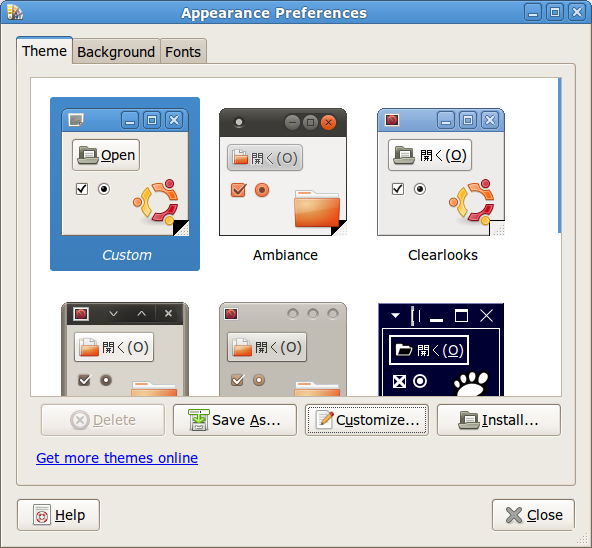 Appearance Preferences
Theme Background Fonts
Open 開く(O) 開く(O)
Custom Ambiance Clearlooks
開く(O) 開く(O) 開く(O)
Delete Save As... Customize... Install...
Get more themes online
Help Close